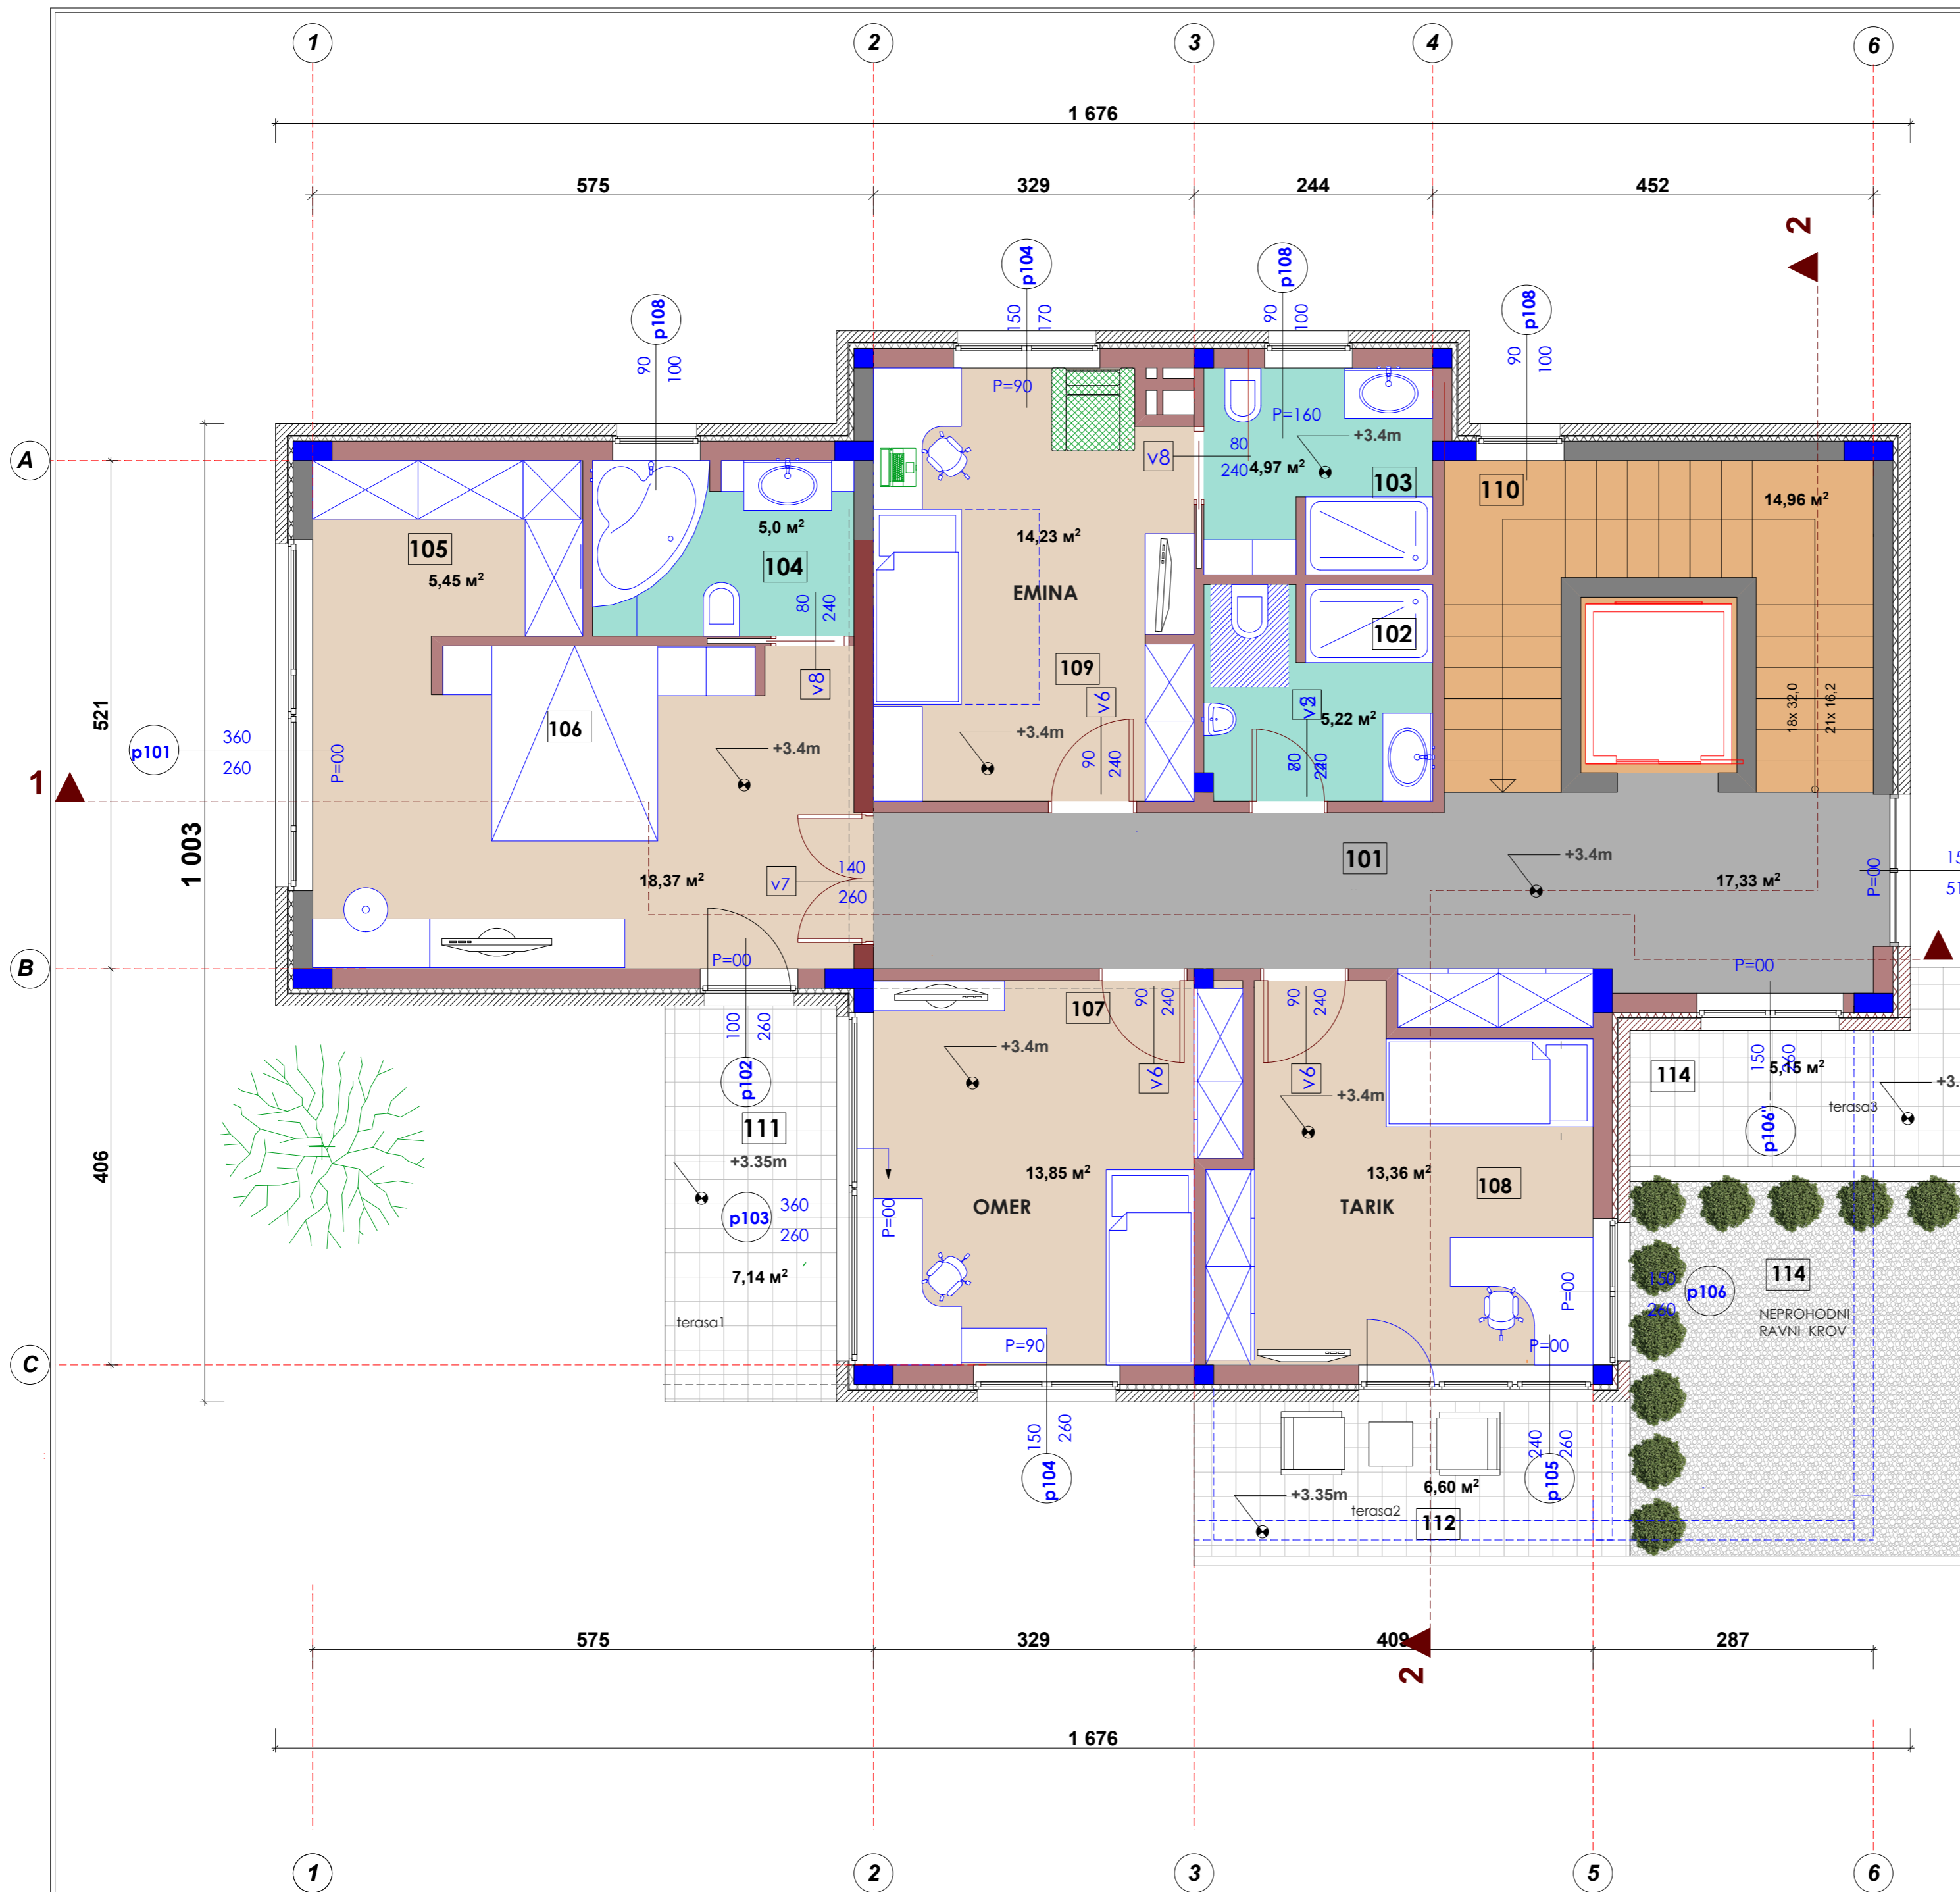 1
2
3
4
6
1 676
575
329
244
452
2
p104
150
170
p108
90
100
p108
90
100
p108
90
100
A
P=90
P=160
+3.4m
80
240
v8
4,97 м²
103
110
14,96 м²
105
5,45 м²
5,0 м²
104
80
240
v8
14,23 м²
EMINA
102
109
v6
90
240
+3.4m
5,22 м²
18x 32,0
21x 16,2
521
106
+3.4m
p101
360
260
P=00
1
1 003
18,37 м²
v7
140
260
101
+3.4m
17,33 м²
P=00
B
P=00
P=00
107
90
240
v6
90
240
v6
+3.4m
+3.4m
100
260
p102
111
+3.35m
p103
360
260
P=00
7,14 м²
terasa1
13,85 м²
OMER
13,36 м²
TARIK
108
114
150
260
5,15 м²
terasa3
p106"
406
114
NEPROHODNI
RAVNI KROV
150
260
p106
P=00
C
P=90
P=00
150
260
p104
240
260
p105
+3.35m
6,60 м²
terasa2
112
575
329
409
287
2
1 676
1
2
3
5
6